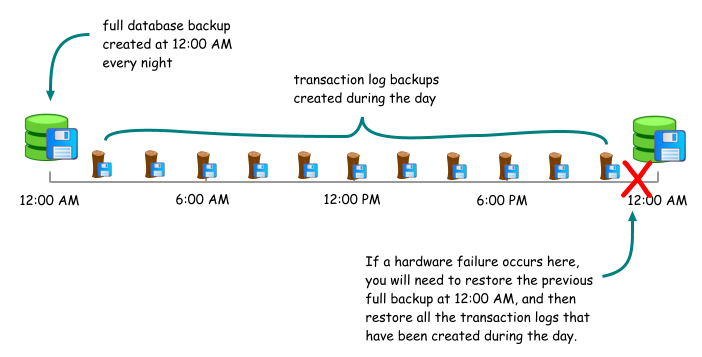 full database backup
created at 12:00 AM
every night
transaction log backups
created during the day
12:00 AM
6:00 AM
12:00 PM
6:00 PM
12:00 AM
If a hardware failure occurs here,
you will need to restore the previous
full backup at 12:00 AM, and then
restore all the transaction logs that
have been created during the day.